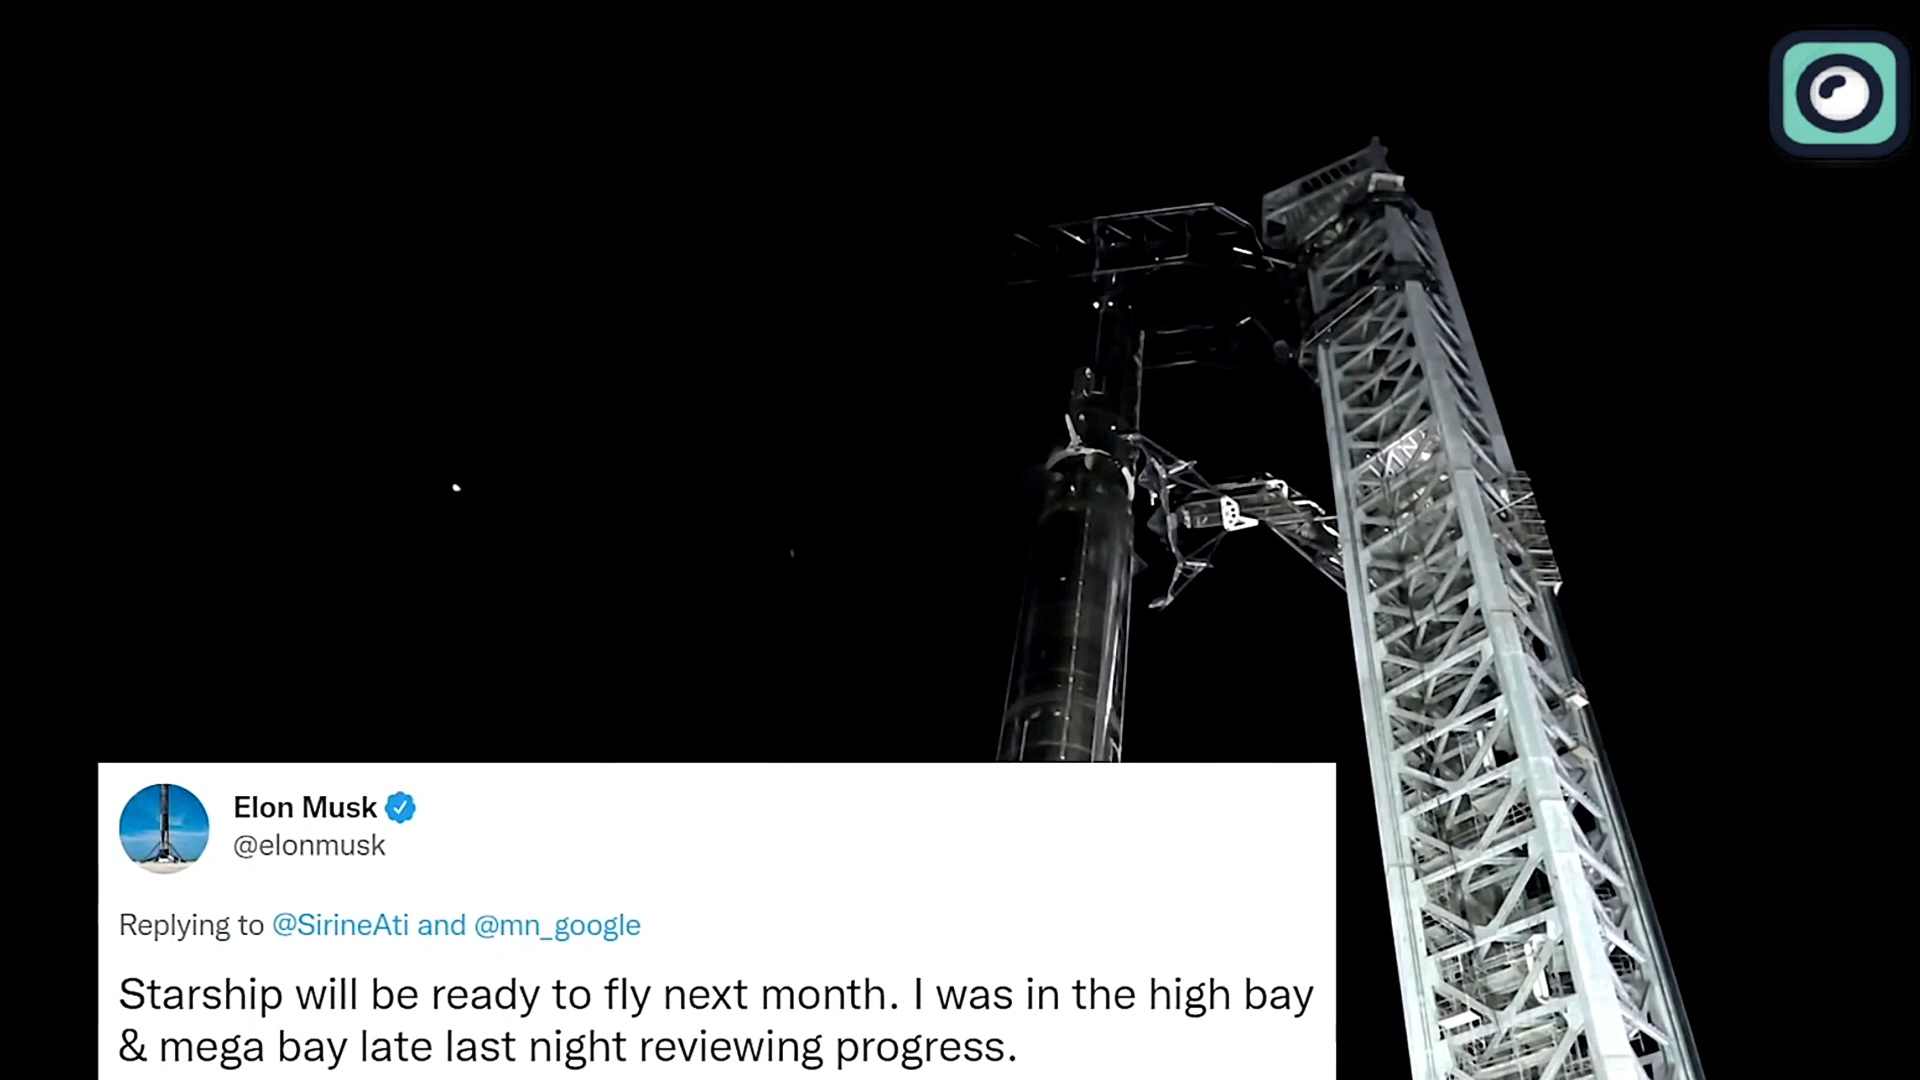 Elon Musk
@elonmusk
Replying to @SirineAti and @mn_google
Starship will be ready to fly next month. I was in the high bay
& mega bay late last night reviewing progress.